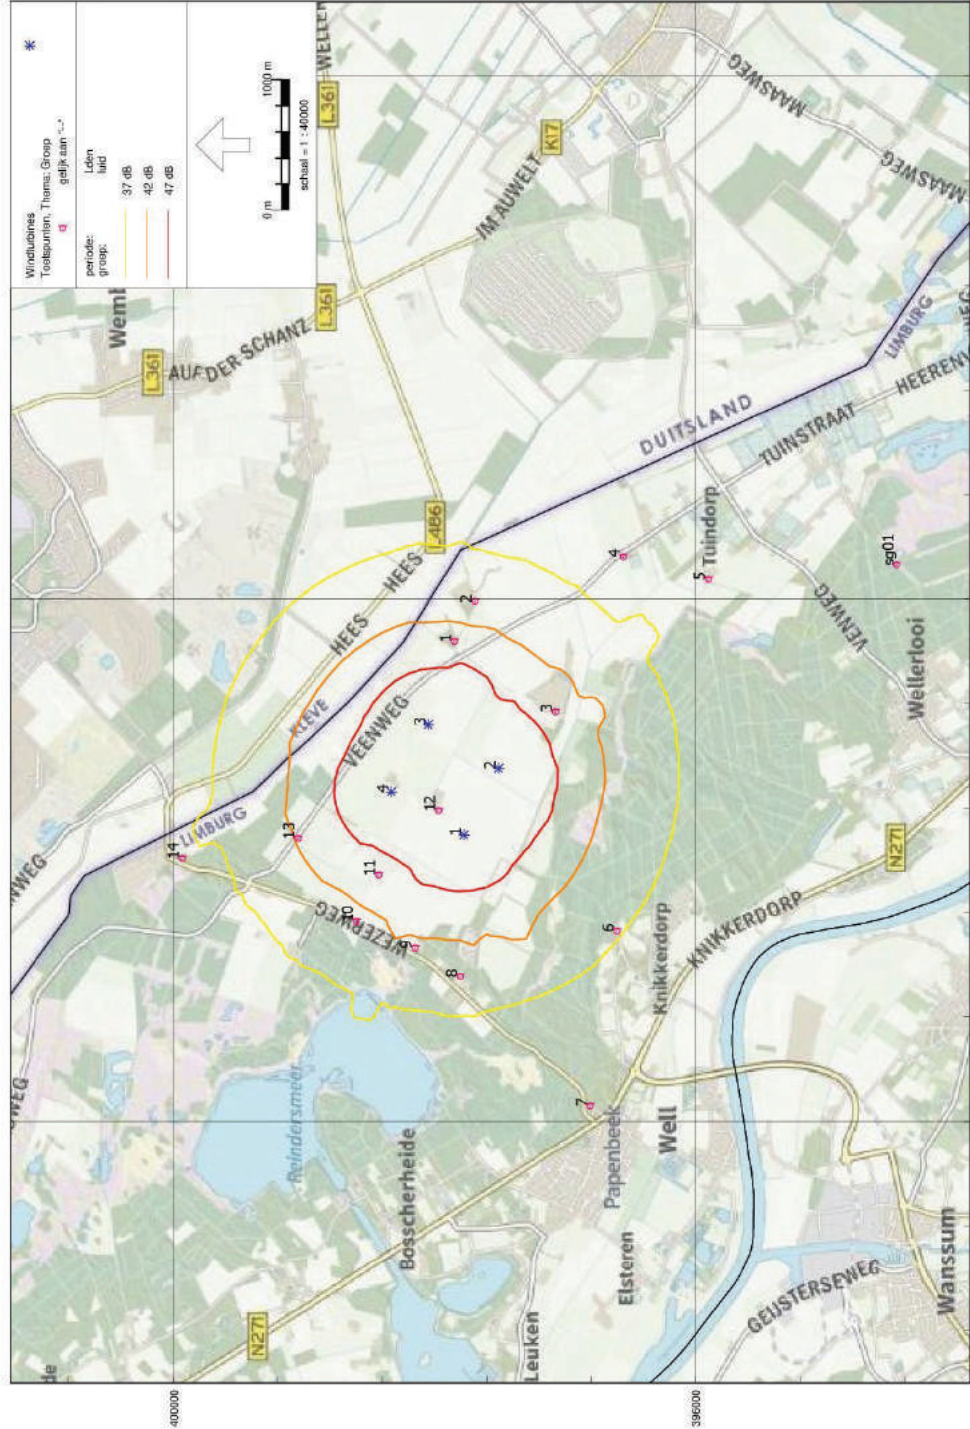 Windturbines
Toetspunten, Thema: Groep
gelijk aan "--"
periode: Lden
groep: luid
37 dB
42 dB
47 dB
0 m 1000 m
schaal = 1 : 40000
400000
396000
L361
L361
L361
K17
L486
N271
N271
AUF DER SCHANZ
IM AUWELT
MAASWEG
MAASWEG
DUITSLAND
LIMBURG
TUINSTRAAT
Tuindorp
VENWEG
Wellerlooi
HEES
HEES
KLEVE
VEENWEG
LIMBURG
WEZERWEG
Knikkerdorp
KNIKKERDORP
Reindersmeer
Bosscherheide
Papenbeek
Well
Elsteren
Leuken
GEIJSTERSEWEG
Wanssum
1
2
3
4
1
2
3
4
5
6
7
8
9
10
11
12
13
14
sg01